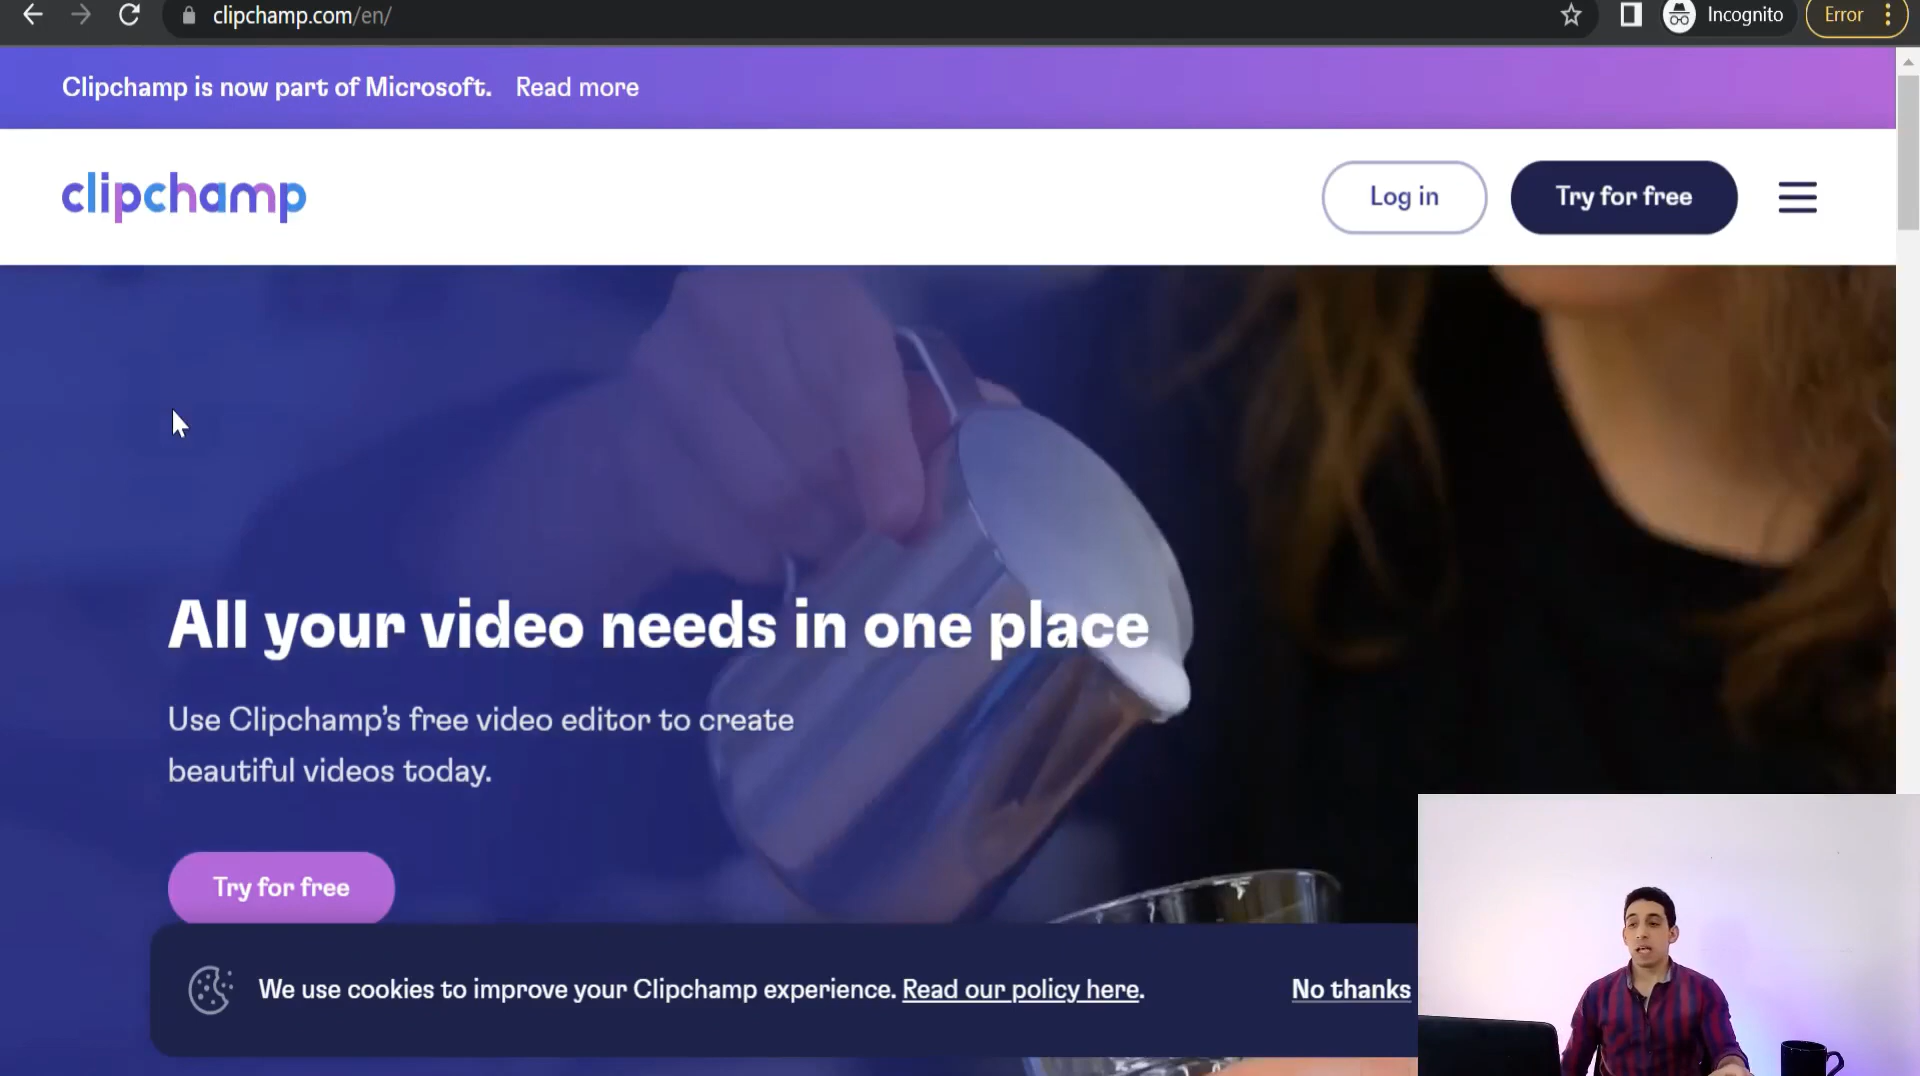 clipchamp.com/en/
Incognito
Error
Clipchamp is now part of Microsoft. Read more
clipchamp
Log in
Try for free
All your video needs in one place
Use Clipchamp’s free video editor to create
beautiful videos today.
Try for free
We use cookies to improve your Clipchamp experience. Read our policy here.
No thanks